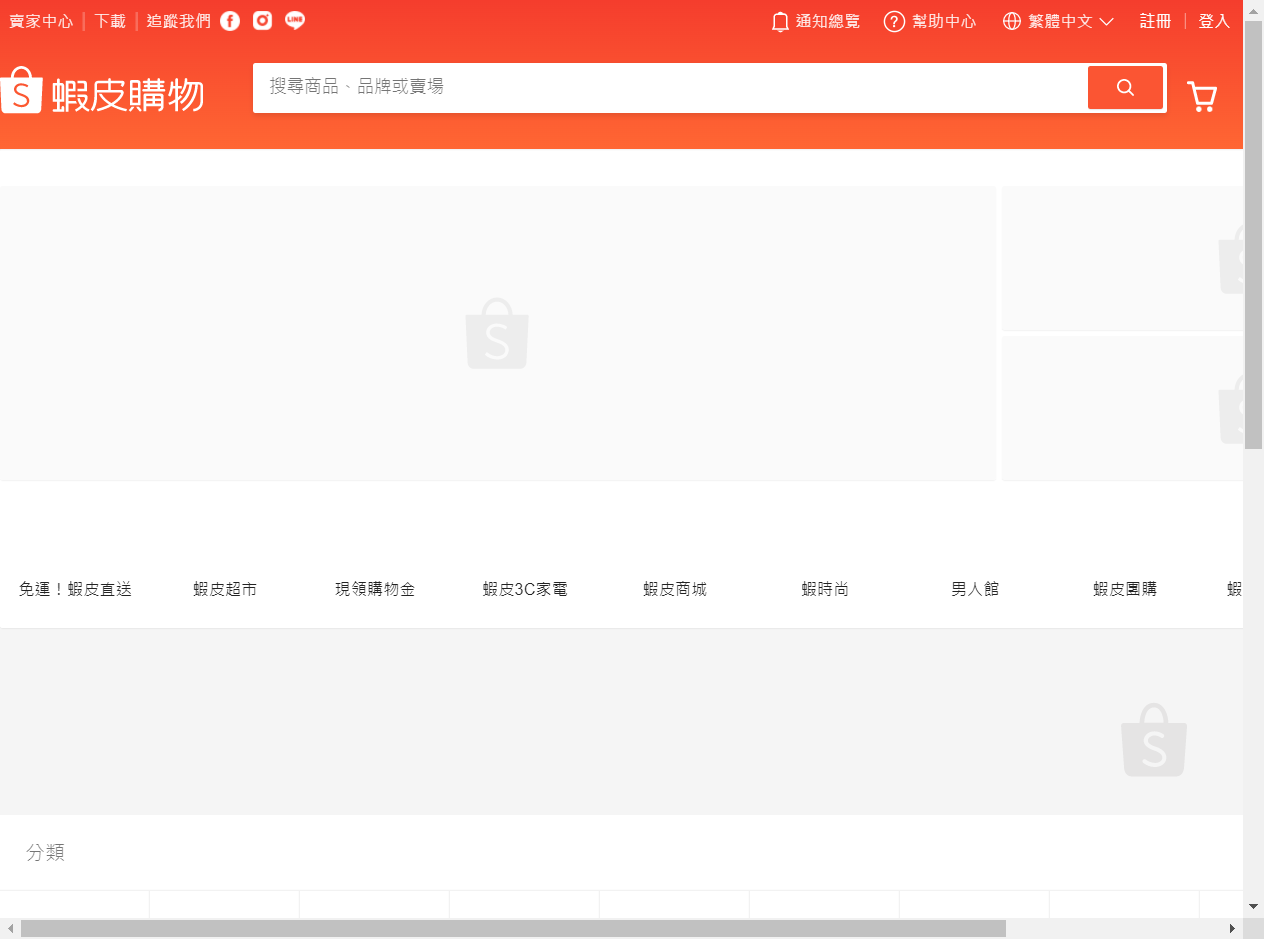 賣家中心 下載 追蹤我們 通知總覽 幫助中心 繁體中文 註冊 登入
蝦皮購物 搜尋商品、品牌或賣場
免運！蝦皮直送 蝦皮超市 現領購物金 蝦皮3C家電 蝦皮商城 蝦時尚 男人館 蝦皮團購 蝦
分類